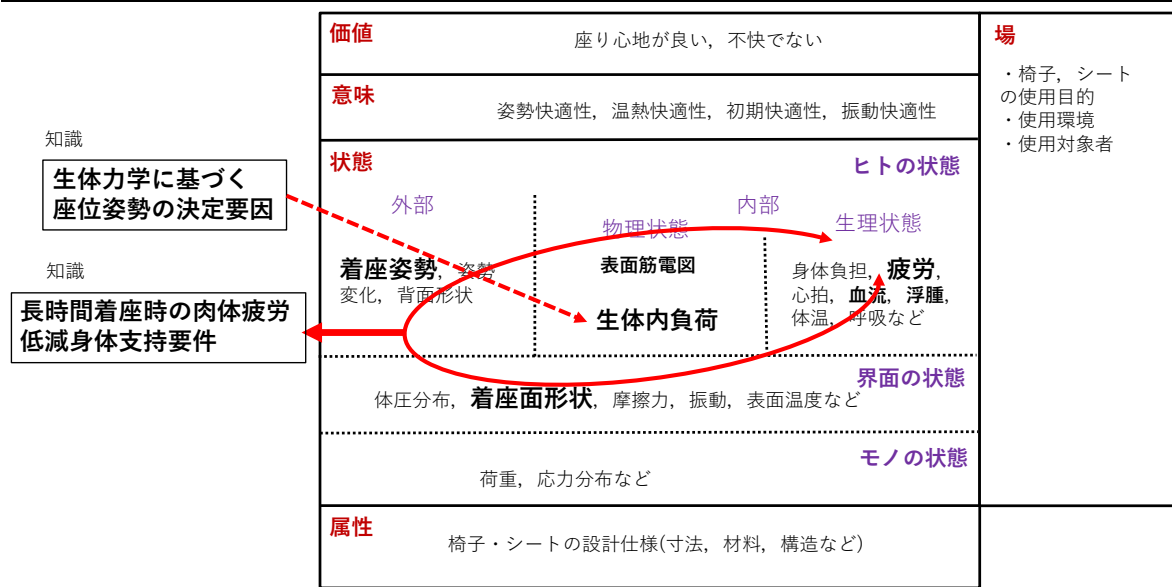 価値
座り心地が良い，不快でない
意味
姿勢快適性，温熱快適性，初期快適性，振動快適性
場
・椅子，シート
の使用目的
・使用環境
・使用対象者
知識
生体力学に基づく
座位姿勢の決定要因
知識
長時間着座時の肉体疲労
低減身体支持要件
状態
ヒトの状態
外部
内部
物理状態
生理状態
着座姿勢，姿勢
変化，背面形状
表面筋電図
生体内負荷
身体負担，疲労，
心拍，血流，浮腫，
体温，呼吸など
界面の状態
体圧分布，着座面形状，摩擦力，振動，表面温度など
モノの状態
荷重，応力分布など
属性
椅子・シートの設計仕様(寸法，材料，構造など)